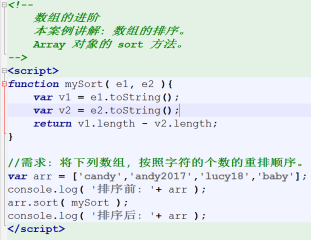 <!--
数组的进阶
本案例讲解：数组的排序。
Array 对象的 sort 方法。
-->
<script>
function mySort( e1, e2 ){
var v1 = e1.toString();
var v2 = e2.toString();
return v1.length - v2.length;
}
//需求：将下列数组，按照字符的个数的重排顺序。
var arr = ['candy','andy2017','lucy18','baby'];
console.log( '排序前：'+ arr );
arr.sort( mySort );
console.log( '排序后：'+ arr );
</script>